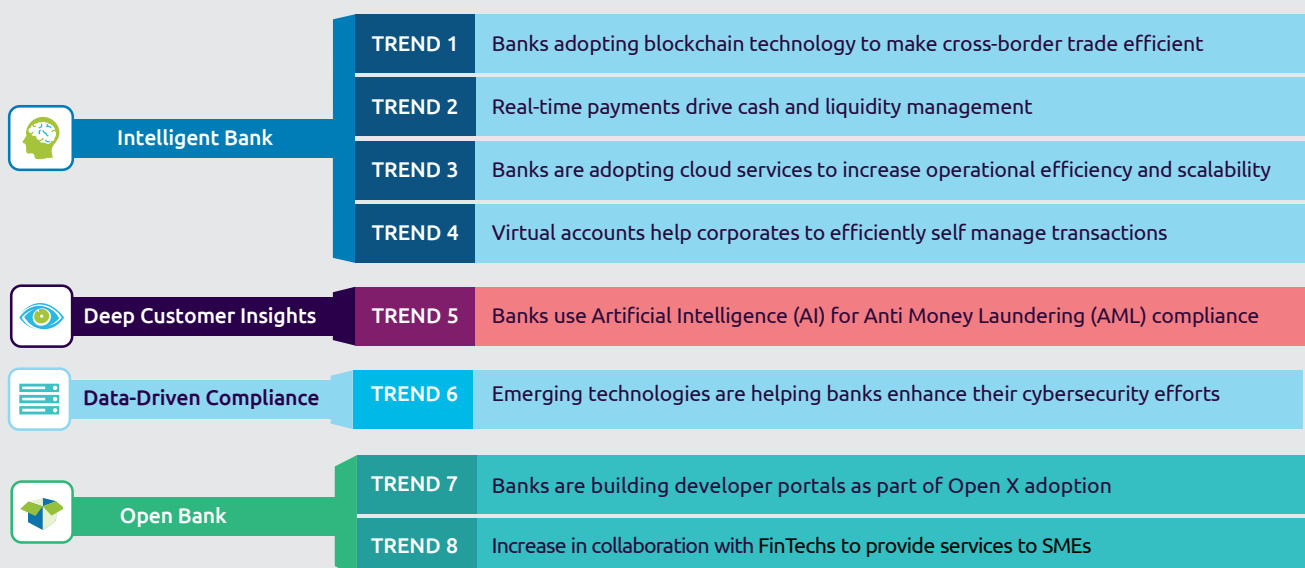 Intelligent Bank
TREND 1 Banks adopting blockchain technology to make cross-border trade efficient
TREND 2 Real-time payments drive cash and liquidity management
TREND 3 Banks are adopting cloud services to increase operational efficiency and scalability
TREND 4 Virtual accounts help corporates to efficiently self manage transactions
Deep Customer Insights
TREND 5 Banks use Artificial Intelligence (AI) for Anti Money Laundering (AML) compliance
Data-Driven Compliance
TREND 6 Emerging technologies are helping banks enhance their cybersecurity efforts
Open Bank
TREND 7 Banks are building developer portals as part of Open X adoption
TREND 8 Increase in collaboration with FinTechs to provide services to SMEs